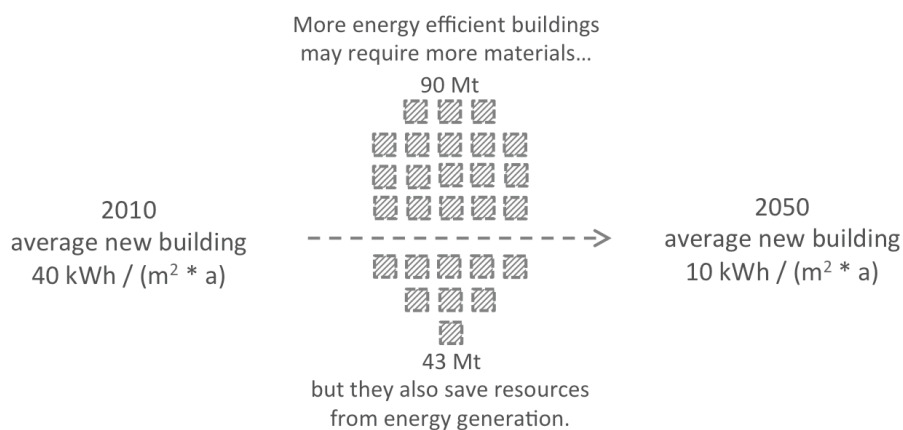 More energy efficient buildings
may require more materials...
90 Mt
2010
average new building
40 kWh / (m² * a)
2050
average new building
10 kWh / (m² * a)
43 Mt
but they also save resources
from energy generation.